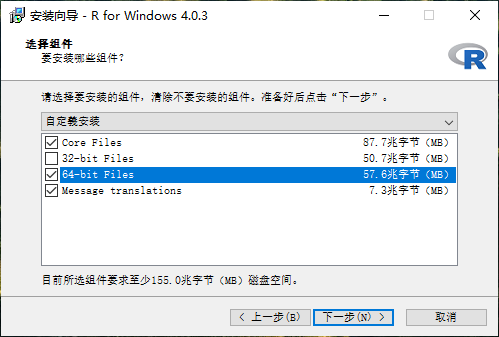 安装向导 - R for Windows 4.0.3
选择组件
要安装哪些组件?
R
请选择要安装的组件，清除不要安装的组件。准备好后点击“下一步”。
自定义安装
Core Files 87.7兆字节（MB）
32-bit Files 50.7兆字节（MB）
64-bit Files 57.6兆字节（MB）
Message translations 7.3兆字节（MB）
目前所选组件要求至少155.0兆字节（MB）磁盘空间。
< 上一步(B) 下一步(N) > 取消